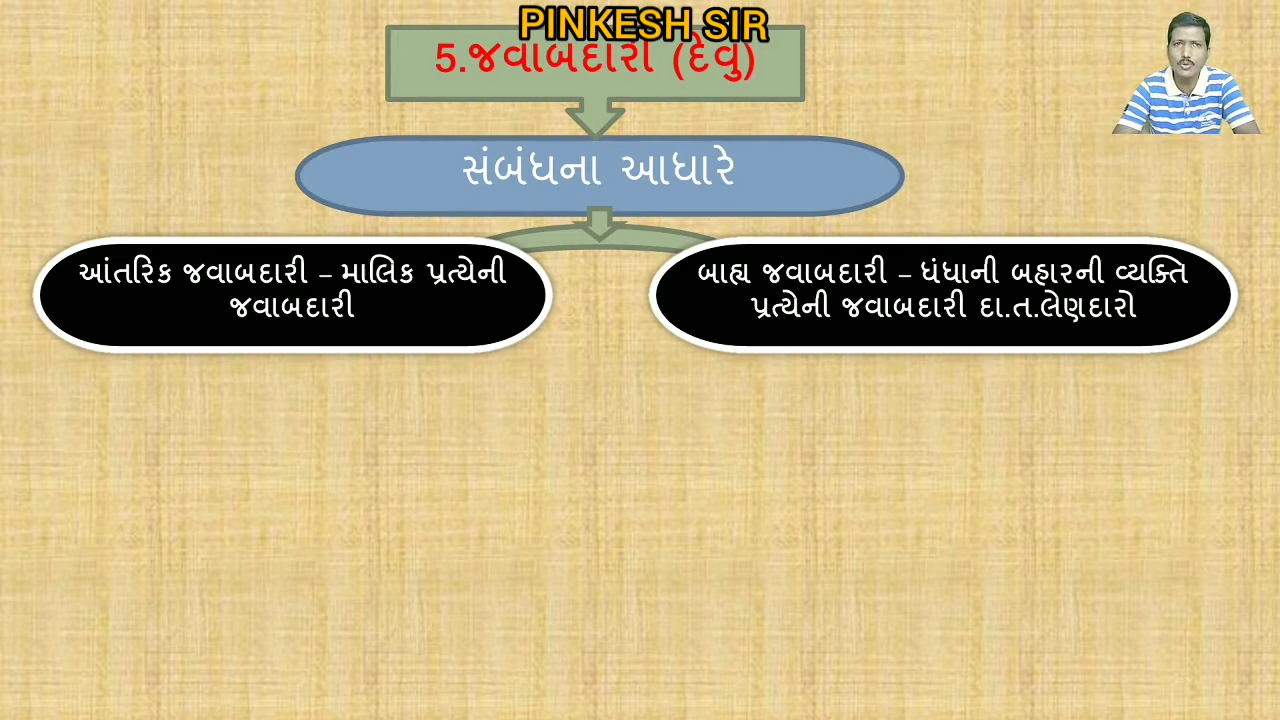 PINKESH SIR
5.જવાબદારી (દેવુ)
સંબંધના આધારે
આંતરિક જવાબદારી – માલિક પ્રત્યેની
જવાબદારી
બાહ્ય જવાબદારી – ધંધાની બહારની વ્યક્તિ
પ્રત્યેની જવાબદારી દા.ત.લેણદારો